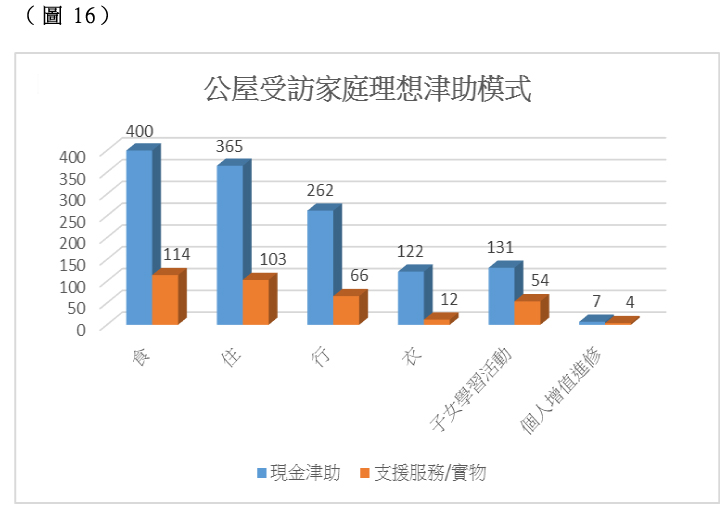 （圖 16）
公屋受訪家庭理想津助模式
400
365
262
122
131
7
114
103
66
12
54
4
400
350
300
250
200
150
100
50
0
食
住
行
衣
子女學習活動
個人增值進修
現金津助
支援服務/實物